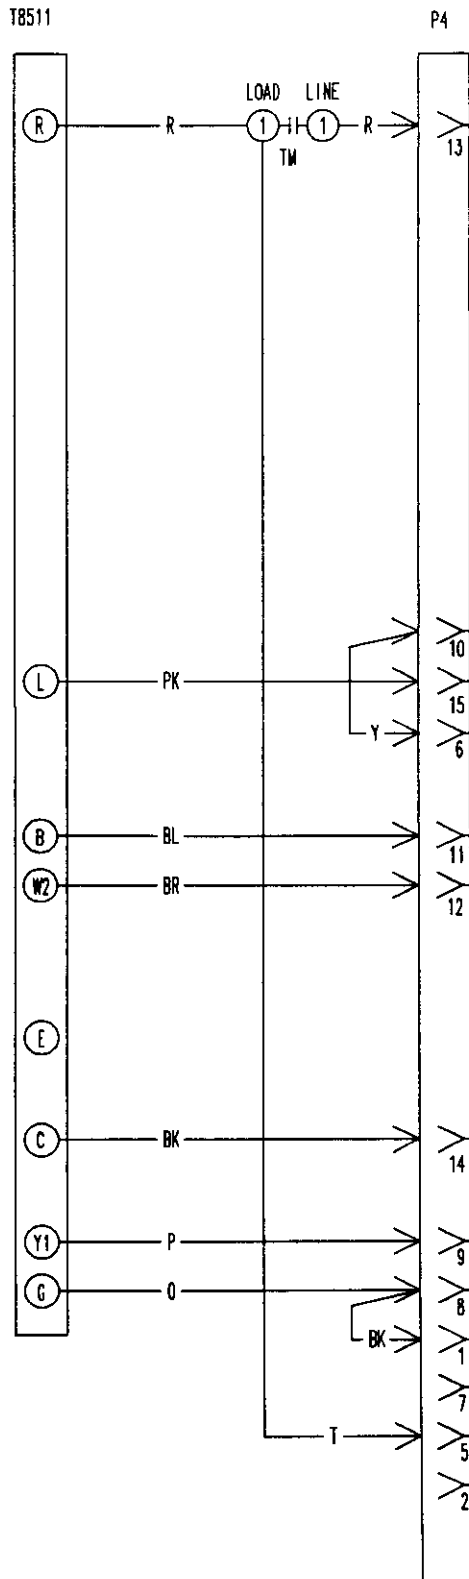 T8511 P4
LOAD LINE
R R 1 1 R
13
TM
10
L PK
15
Y
6
B BL
11
W2 BR
12
E
C BK
14
Y1 P
9
G O
8
BK
1
7
T
5
2